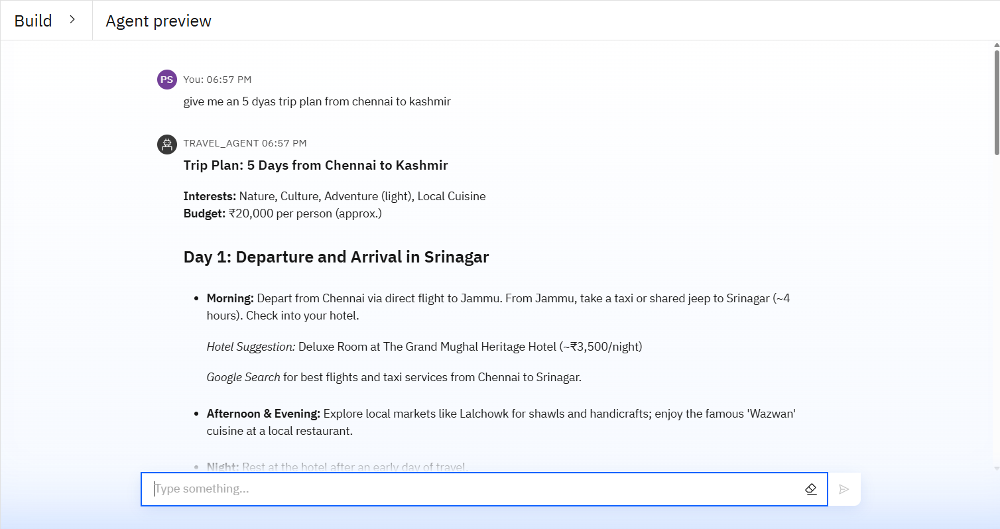 Build
Agent preview
PS
You: 06:57 PM
give me an 5 dyas trip plan from chennai to kashmir
TRAVEL_AGENT 06:57 PM
Trip Plan: 5 Days from Chennai to Kashmir
Interests: Nature, Culture, Adventure (light), Local Cuisine
Budget: ₹20,000 per person (approx.)
Day 1: Departure and Arrival in Srinagar
• Morning: Depart from Chennai via direct flight to Jammu. From Jammu, take a taxi or shared jeep to Srinagar (~4
hours). Check into your hotel.
Hotel Suggestion: Deluxe Room at The Grand Mughal Heritage Hotel (~₹3,500/night)
Google Search for best flights and taxi services from Chennai to Srinagar.
• Afternoon & Evening: Explore local markets like Lalchowk for shawls and handicrafts; enjoy the famous 'Wazwan'
cuisine at a local restaurant.
• Night: Rest at the hotel after an early day of travel.
Type something...